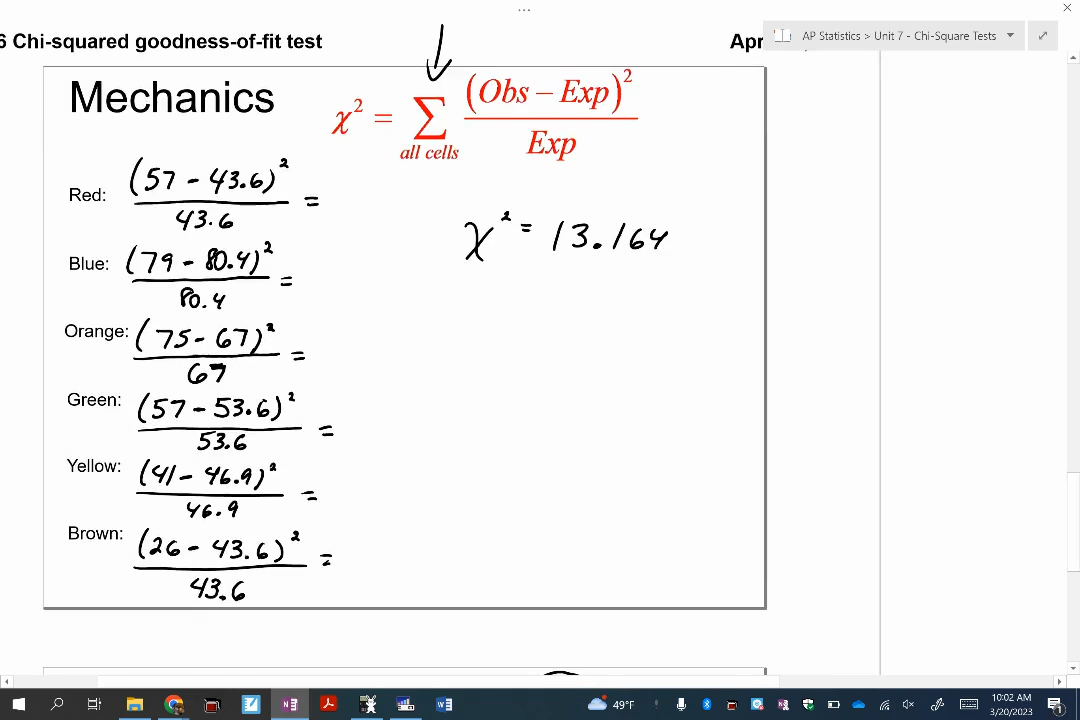 6 Chi-squared goodness-of-fit test
Apr
AP Statistics > Unit 7 - Chi-Square Tests
Mechanics
χ² = ∑ all cells (Obs − Exp)² / Exp
Red: (57 - 43.6)² / 43.6 =
χ² = 13.164
Blue: (79 - 80.4)² / 80.4 =
Orange: (75 - 67)² / 67 =
Green: (57 - 53.6)² / 53.6 =
Yellow: (41 - 46.9)² / 46.9 =
Brown: (26 - 43.6)² / 43.6 =
49°F
10:02 AM
3/20/2023